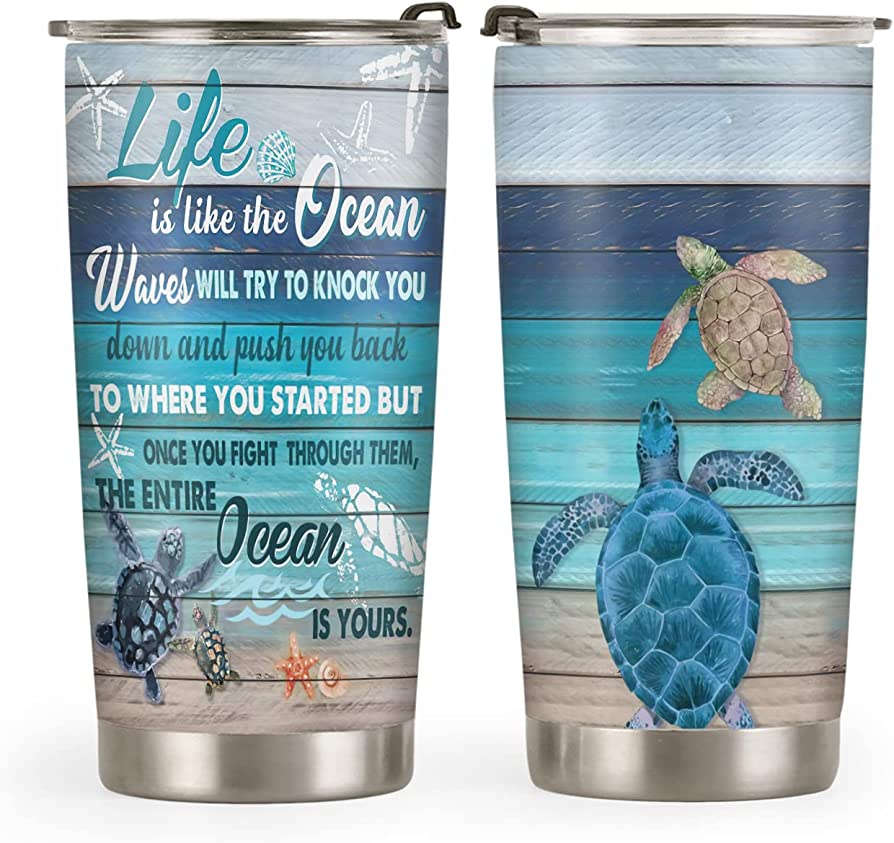 Life
is like the Ocean
Waves WILL TRY TO KNOCK YOU
down and push you back
TO WHERE YOU STARTED BUT
ONCE YOU FIGHT THROUGH THEM,
THE ENTIRE
Ocean
IS YOURS.